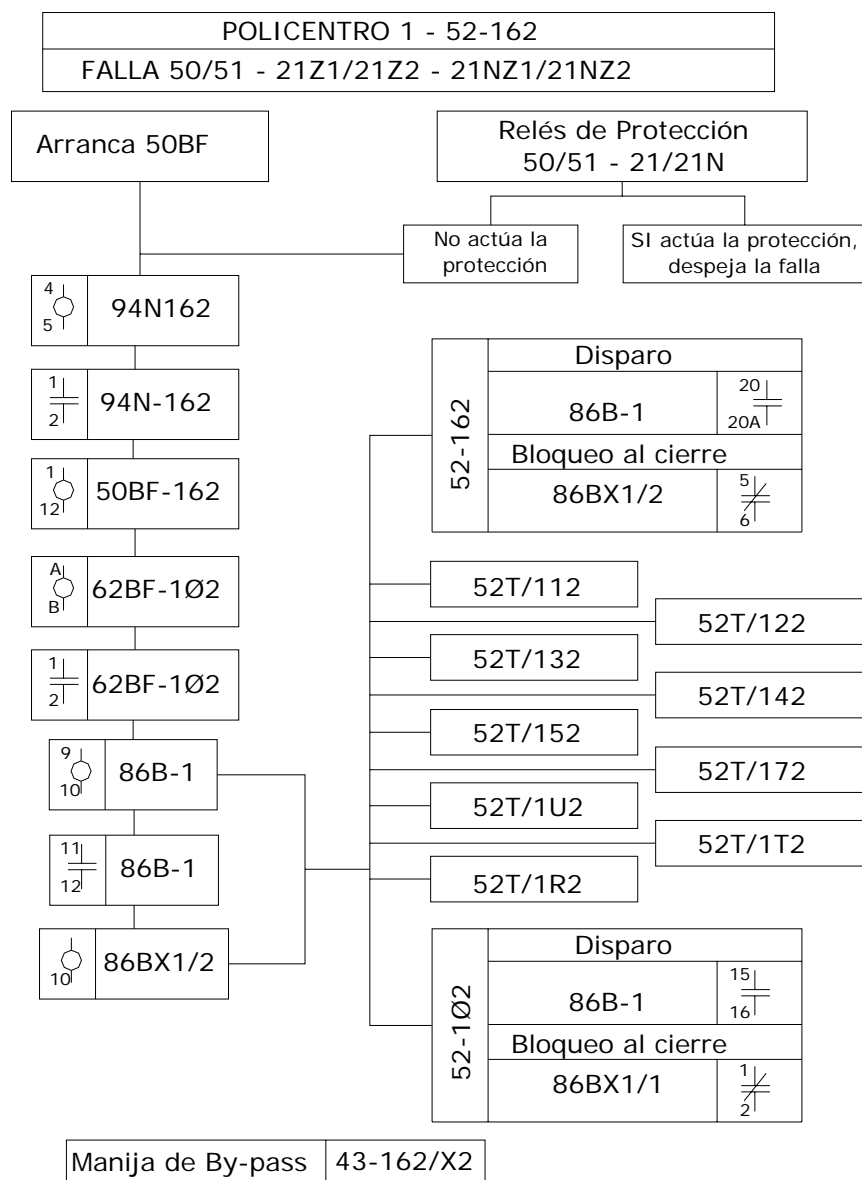 POLICENTRO 1 - 52-162
FALLA 50/51 - 21Z1/21Z2 - 21NZ1/21NZ2
Arranca 50BF
Relés de Protección
50/51 - 21/21N
No actúa la
protección
SI actúa la protección,
despeja la falla
4
5
94N162
1
2
94N-162
1
12
50BF-162
A
B
62BF-1Ø2
1
2
62BF-1Ø2
9
10
86B-1
11
12
86B-1
10
86BX1/2
52-162
Disparo
86B-1
20
20A
Bloqueo al cierre
86BX1/2
5
6
52T/112
52T/122
52T/132
52T/142
52T/152
52T/172
52T/1U2
52T/1T2
52T/1R2
52-1Ø2
Disparo
86B-1
15
16
Bloqueo al cierre
86BX1/1
1
2
Manija de By-pass 43-162/X2